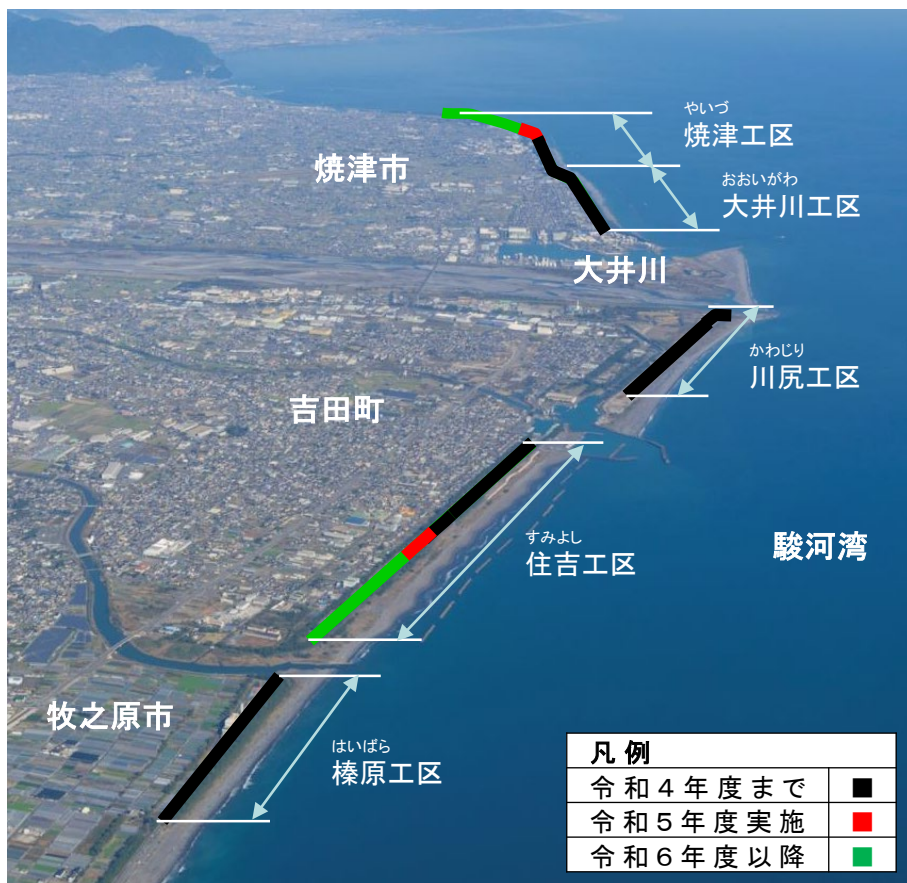 やいづ
焼津工区
焼津市
おおいがわ
大井川工区
大井川
かわじり
川尻工区
吉田町
すみよし
住吉工区
駿河湾
牧之原市
はいばら
榛原工区
凡例
令和4年度まで
令和5年度実施
令和6年度以降